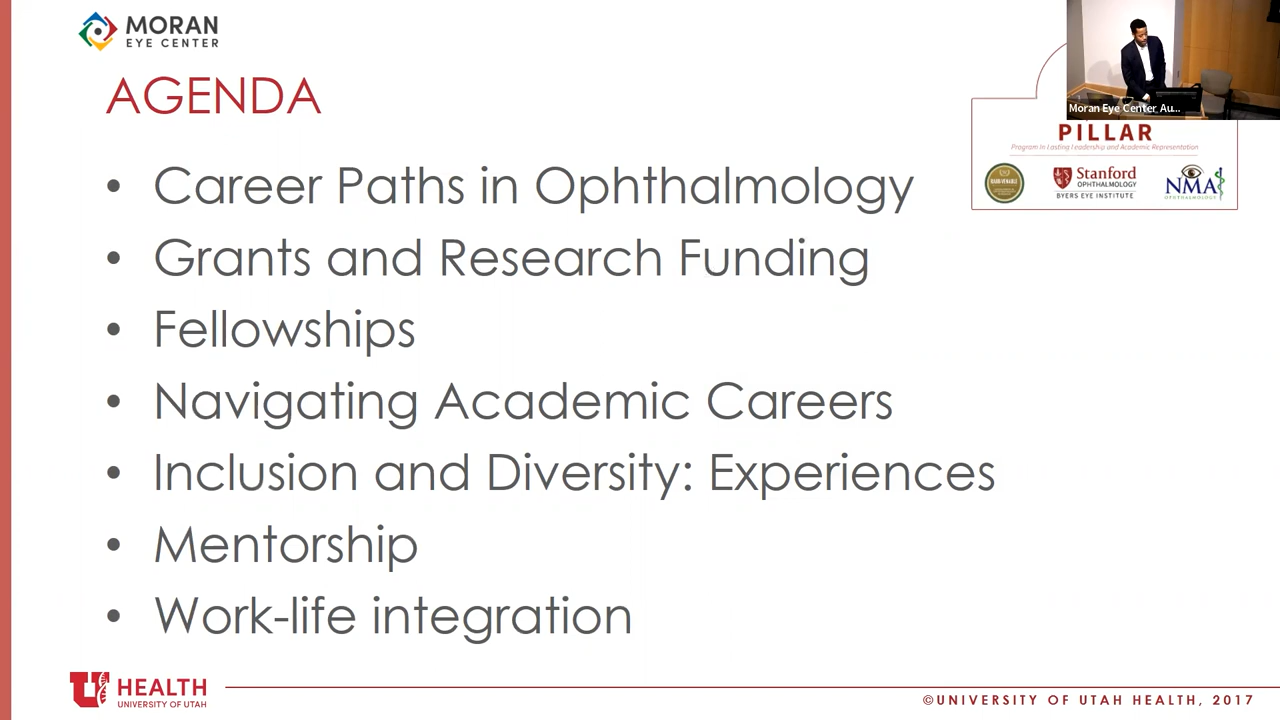 MORAN
EYE CENTER
AGENDA
Moran Eye Center Au...
PILLAR
Program in Lasting Leadership and Academic Representation
Stanford
OPHTHALMOLOGY
BYERS EYE INSTITUTE
NMA
OPHTHALMOLOGY
• Career Paths in Ophthalmology
• Grants and Research Funding
• Fellowships
• Navigating Academic Careers
• Inclusion and Diversity: Experiences
• Mentorship
• Work-life integration
U HEALTH
UNIVERSITY OF UTAH
©UNIVERSITY OF UTAH HEALTH, 2017